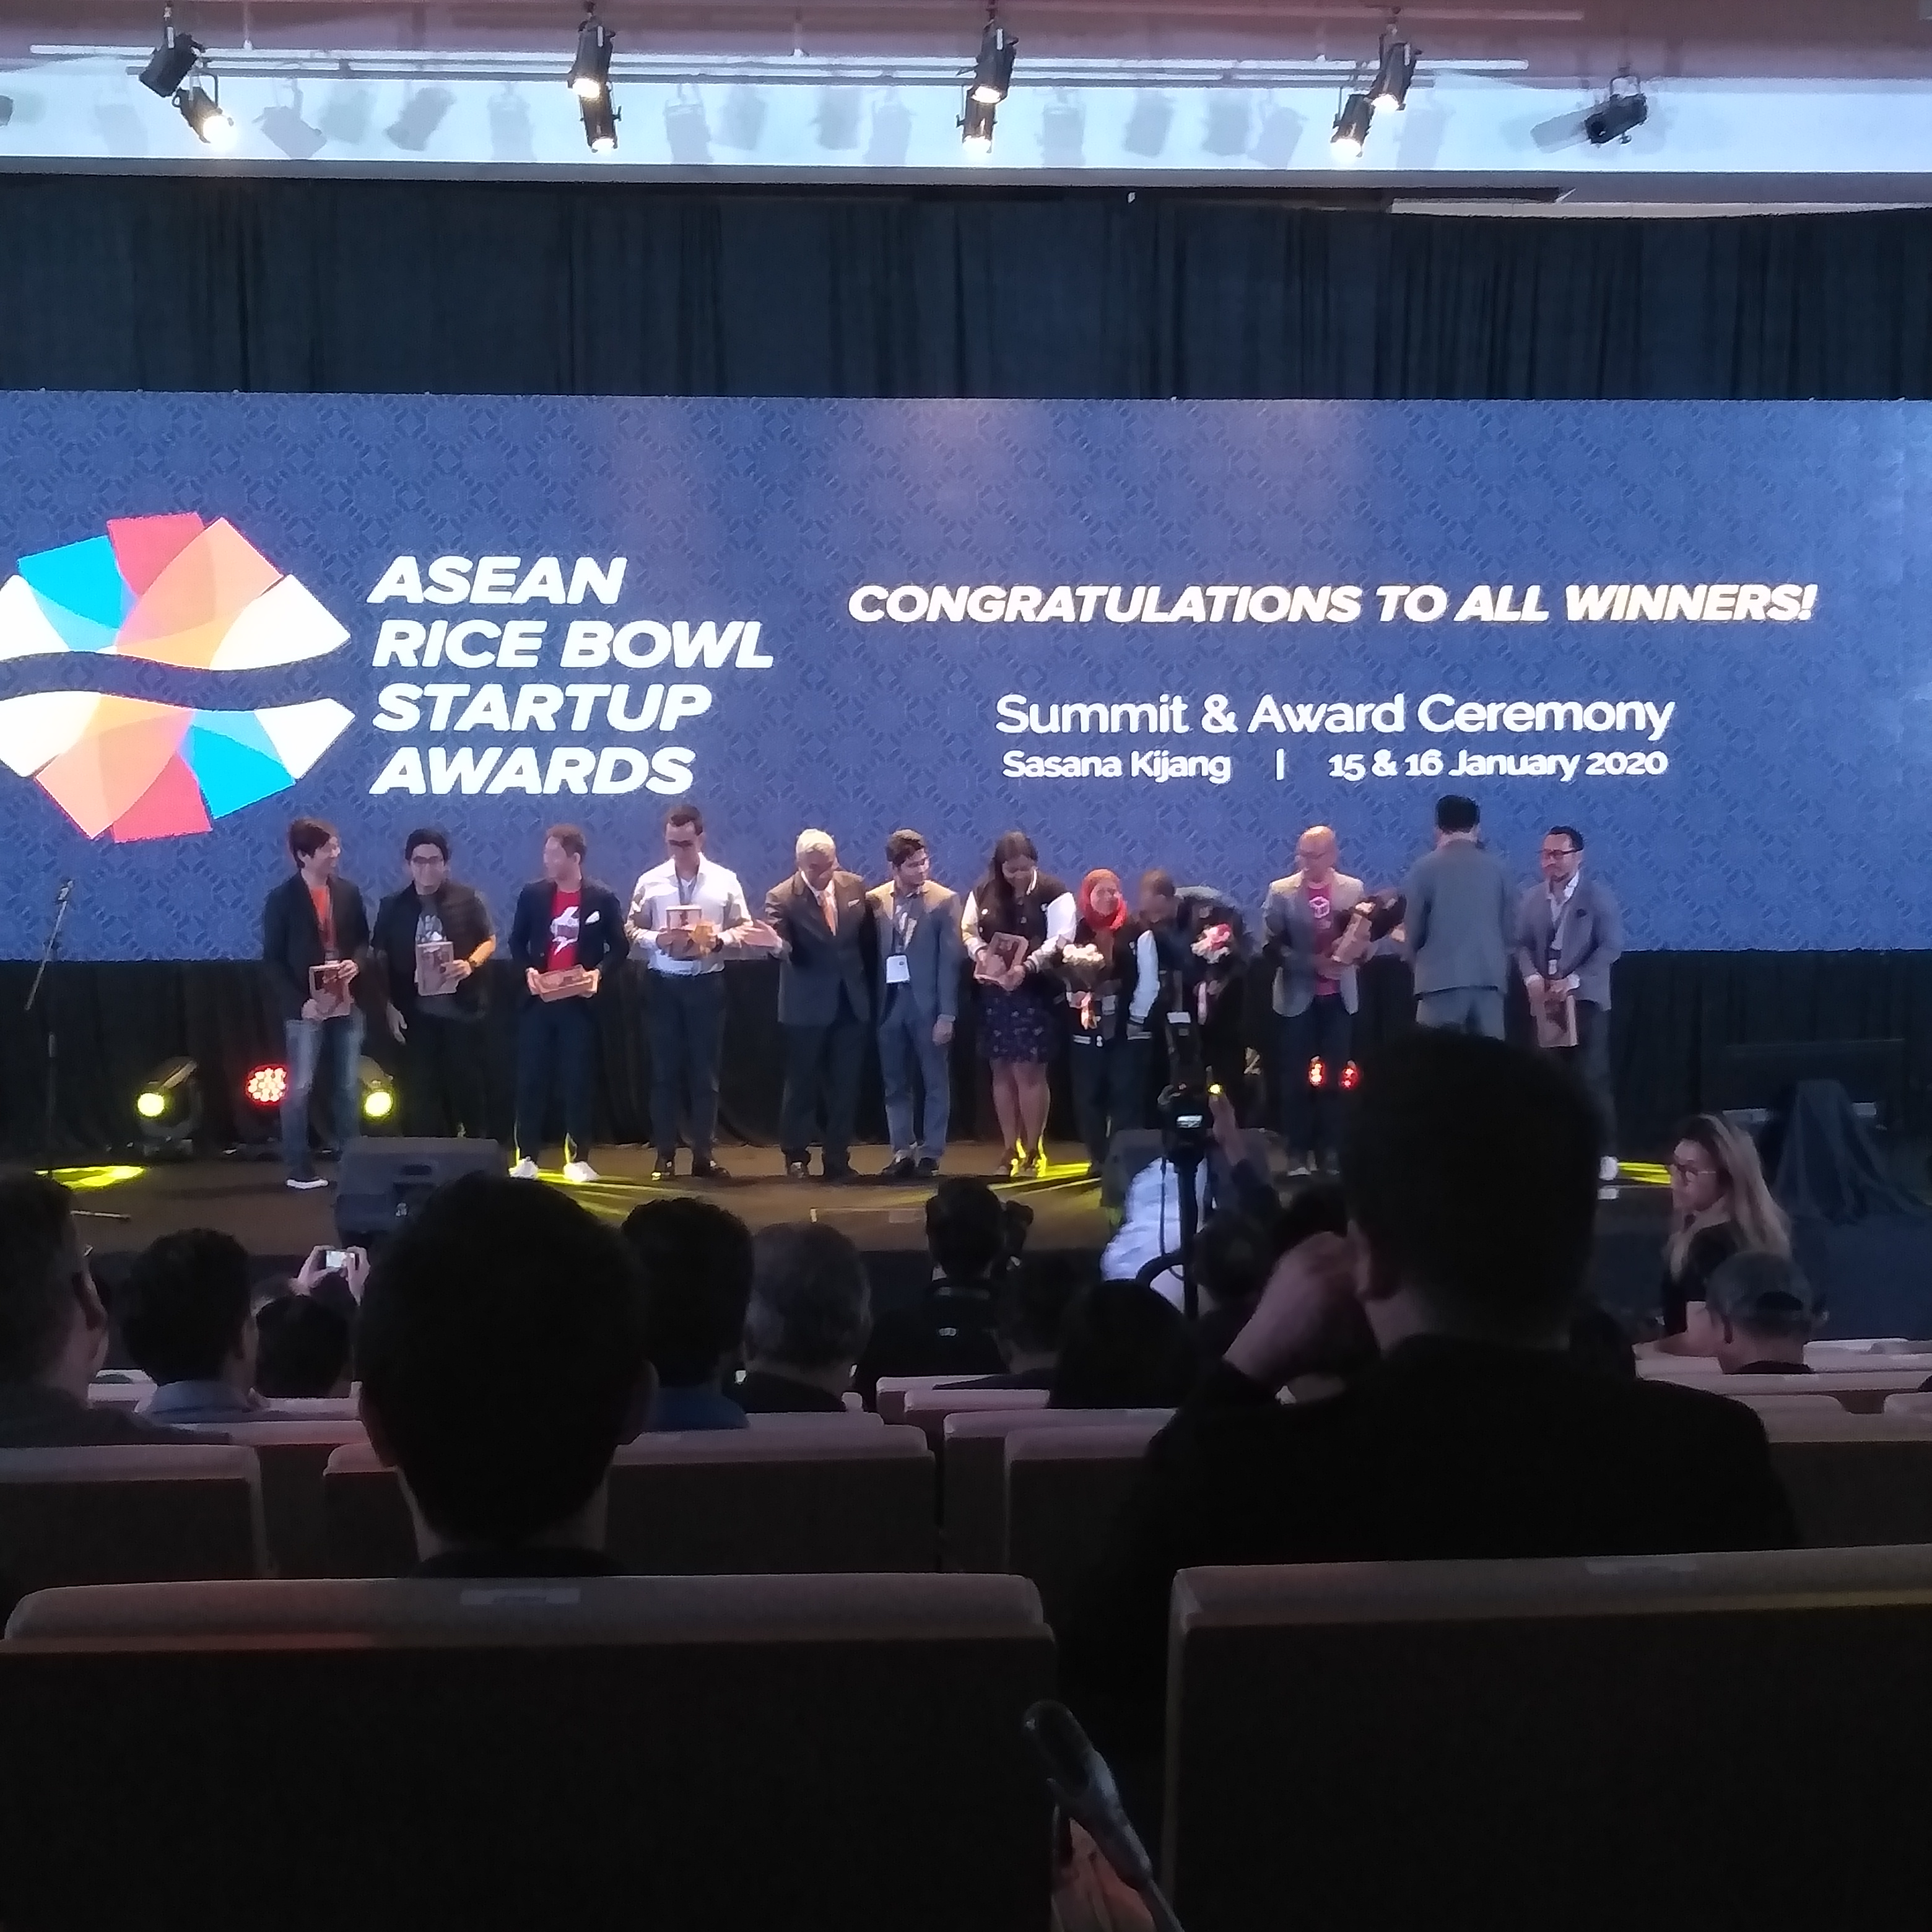 ASEAN
RICE BOWL
STARTUP
AWARDS
CONGRATULATIONS TO ALL WINNERS!
Summit & Award Ceremony
Sasana Kijang | 15 & 16 January 2020